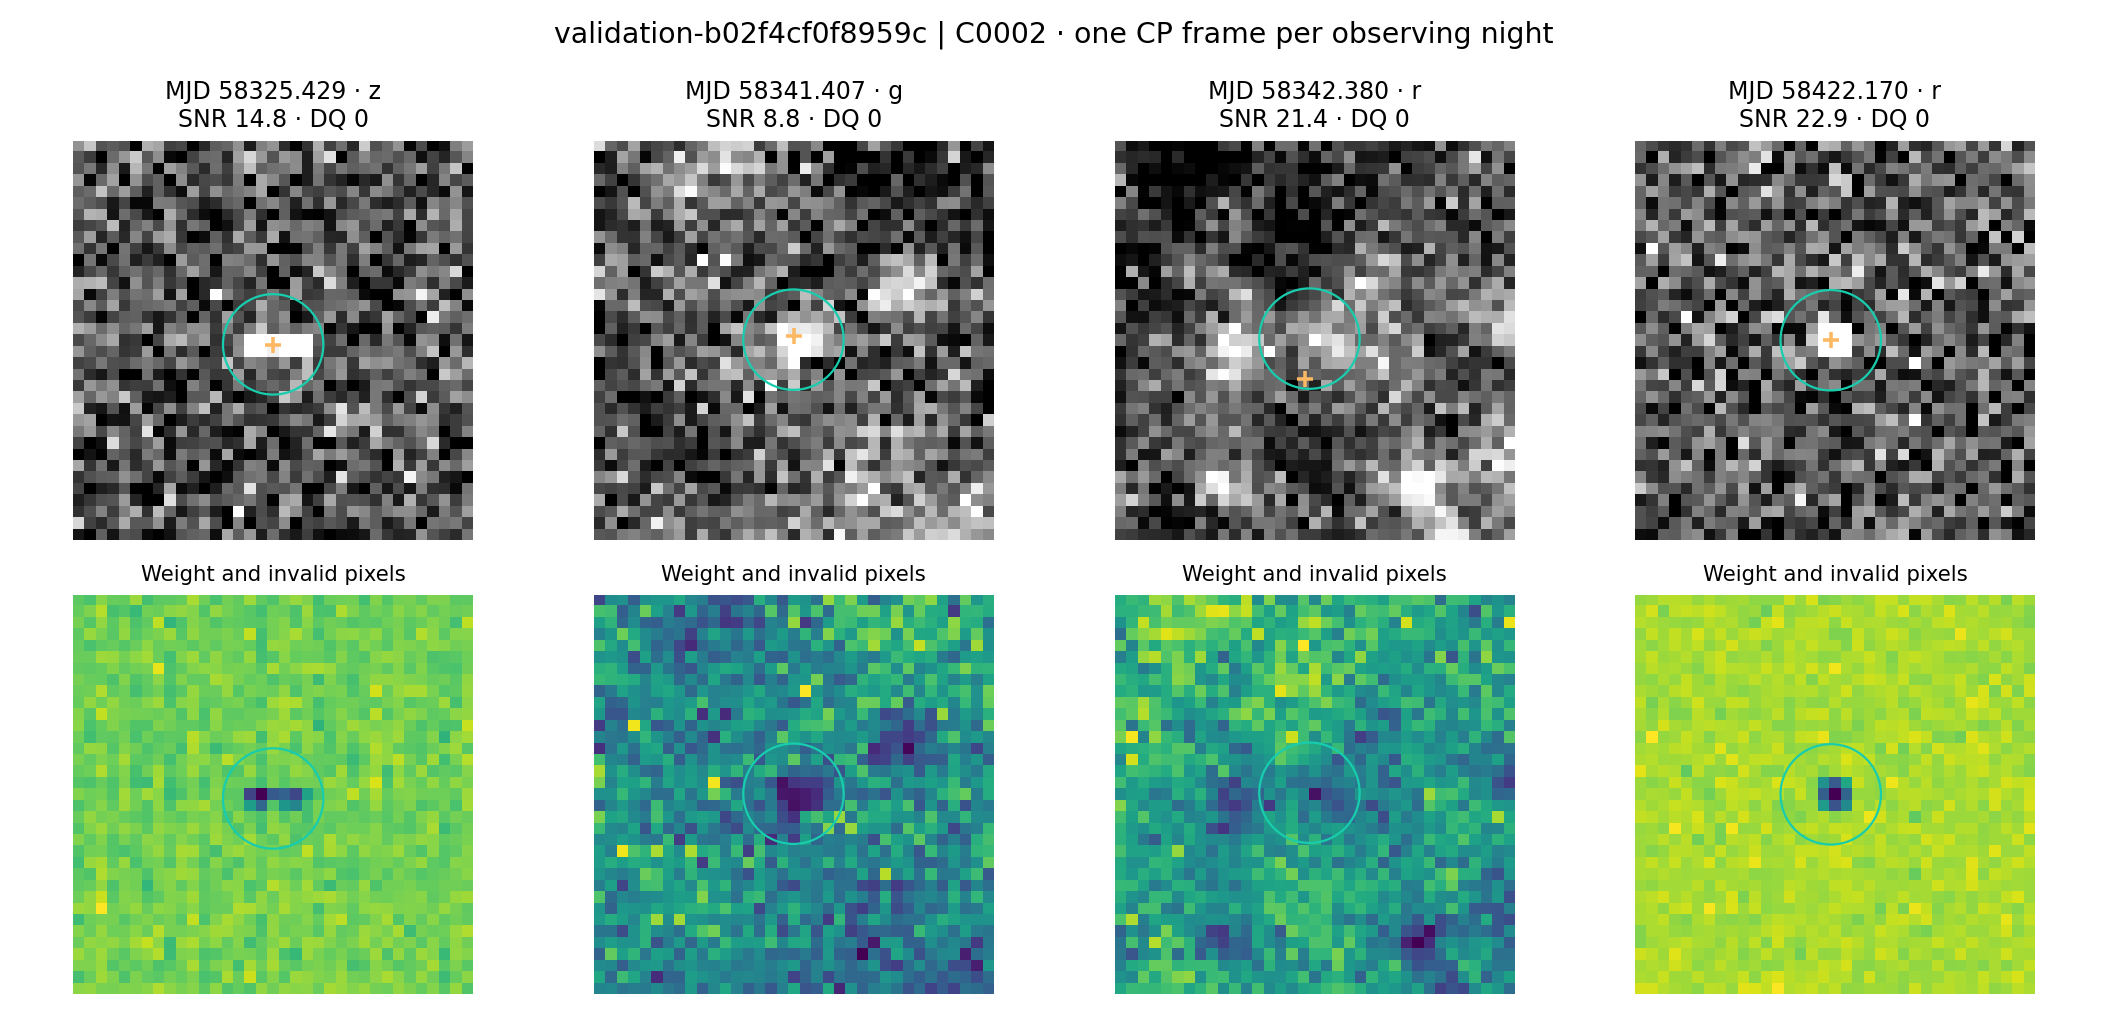 validation-b02f4cf0f8959c | C0002 · one CP frame per observing night
MJD 58325.429 · z
SNR 14.8 · DQ 0
MJD 58341.407 · g
SNR 8.8 · DQ 0
MJD 58342.380 · r
SNR 21.4 · DQ 0
MJD 58422.170 · r
SNR 22.9 · DQ 0
Weight and invalid pixels
Weight and invalid pixels
Weight and invalid pixels
Weight and invalid pixels